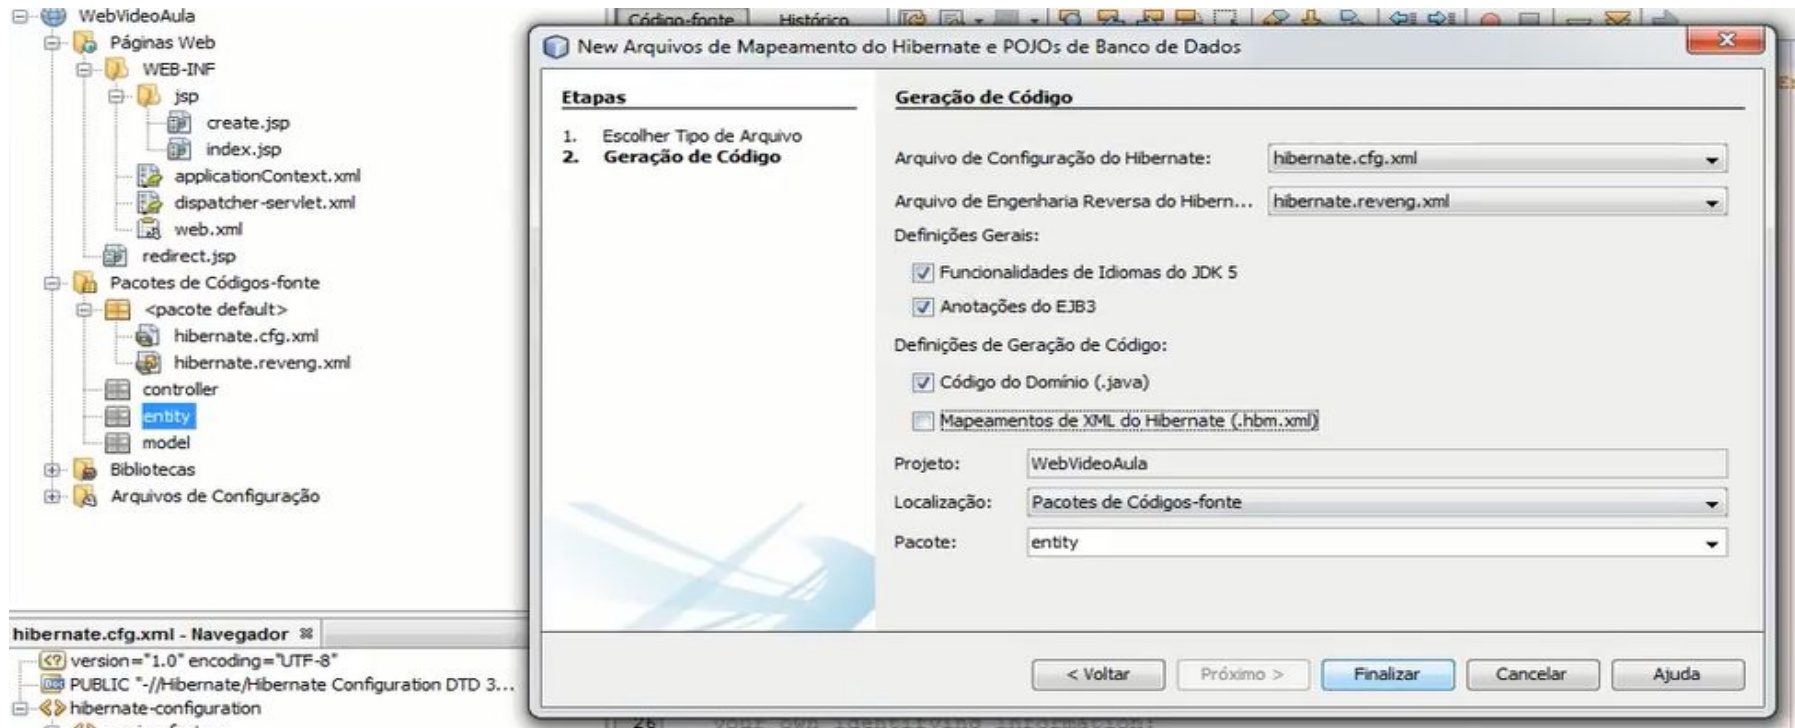 WebVideoAula
Páginas Web
WEB-INF
jsp
create.jsp
index.jsp
applicationContext.xml
dispatcher-servlet.xml
web.xml
redirect.jsp
Pacotes de Códigos-fonte
<pacote default>
hibernate.cfg.xml
hibernate.reveng.xml
controller
entity
model
Bibliotecas
Arquivos de Configuração
hibernate.cfg.xml - Navegador
version="1.0" encoding="UTF-8"
PUBLIC "-//Hibernate/Hibernate Configuration DTD 3...
hibernate-configuration
Código-fonte Histórico
New Arquivos de Mapeamento do Hibernate e POJOs de Banco de Dados
Etapas
1. Escolher Tipo de Arquivo
2. Geração de Código
Geração de Código
Arquivo de Configuração do Hibernate: hibernate.cfg.xml
Arquivo de Engenharia Reversa do Hibern... hibernate.reveng.xml
Definições Gerais:
Funcionalidades de Idiomas do JDK 5
Anotações do EJB3
Definições de Geração de Código:
Código do Domínio (.java)
Mapeamentos de XML do Hibernate (.hbm.xml)
Projeto: WebVideoAula
Localização: Pacotes de Códigos-fonte
Pacote: entity
< Voltar Próximo > Finalizar Cancelar Ajuda
26 your own identifying information: